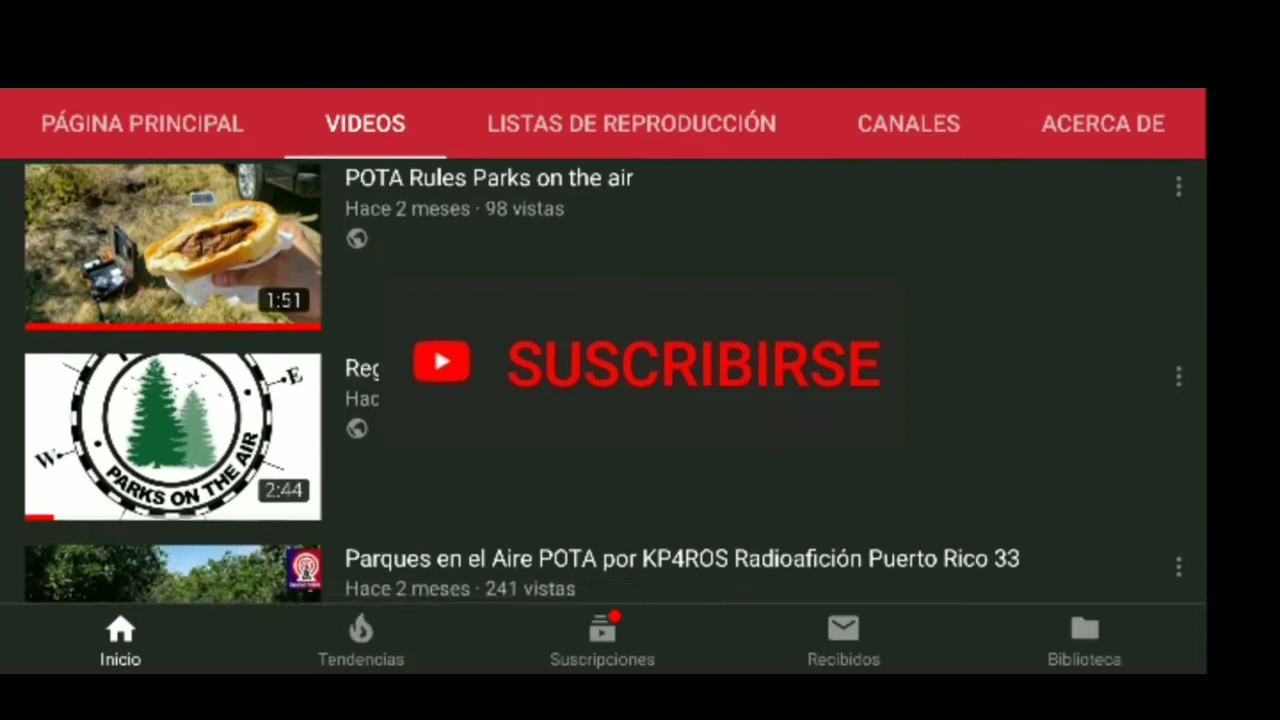 PÁGINA PRINCIPAL VIDEOS LISTAS DE REPRODUCCIÓN CANALES ACERCA DE
POTA Rules Parks on the air
Hace 2 meses · 98 vistas
1:51
SUSCRIBIRSE
E
W
PARKS ON THE AIR
2:44
Parques en el Aire POTA por KP4ROS Radioafición Puerto Rico 33
Hace 2 meses · 241 vistas
Inicio Tendencias Suscripciones Recibidos Biblioteca